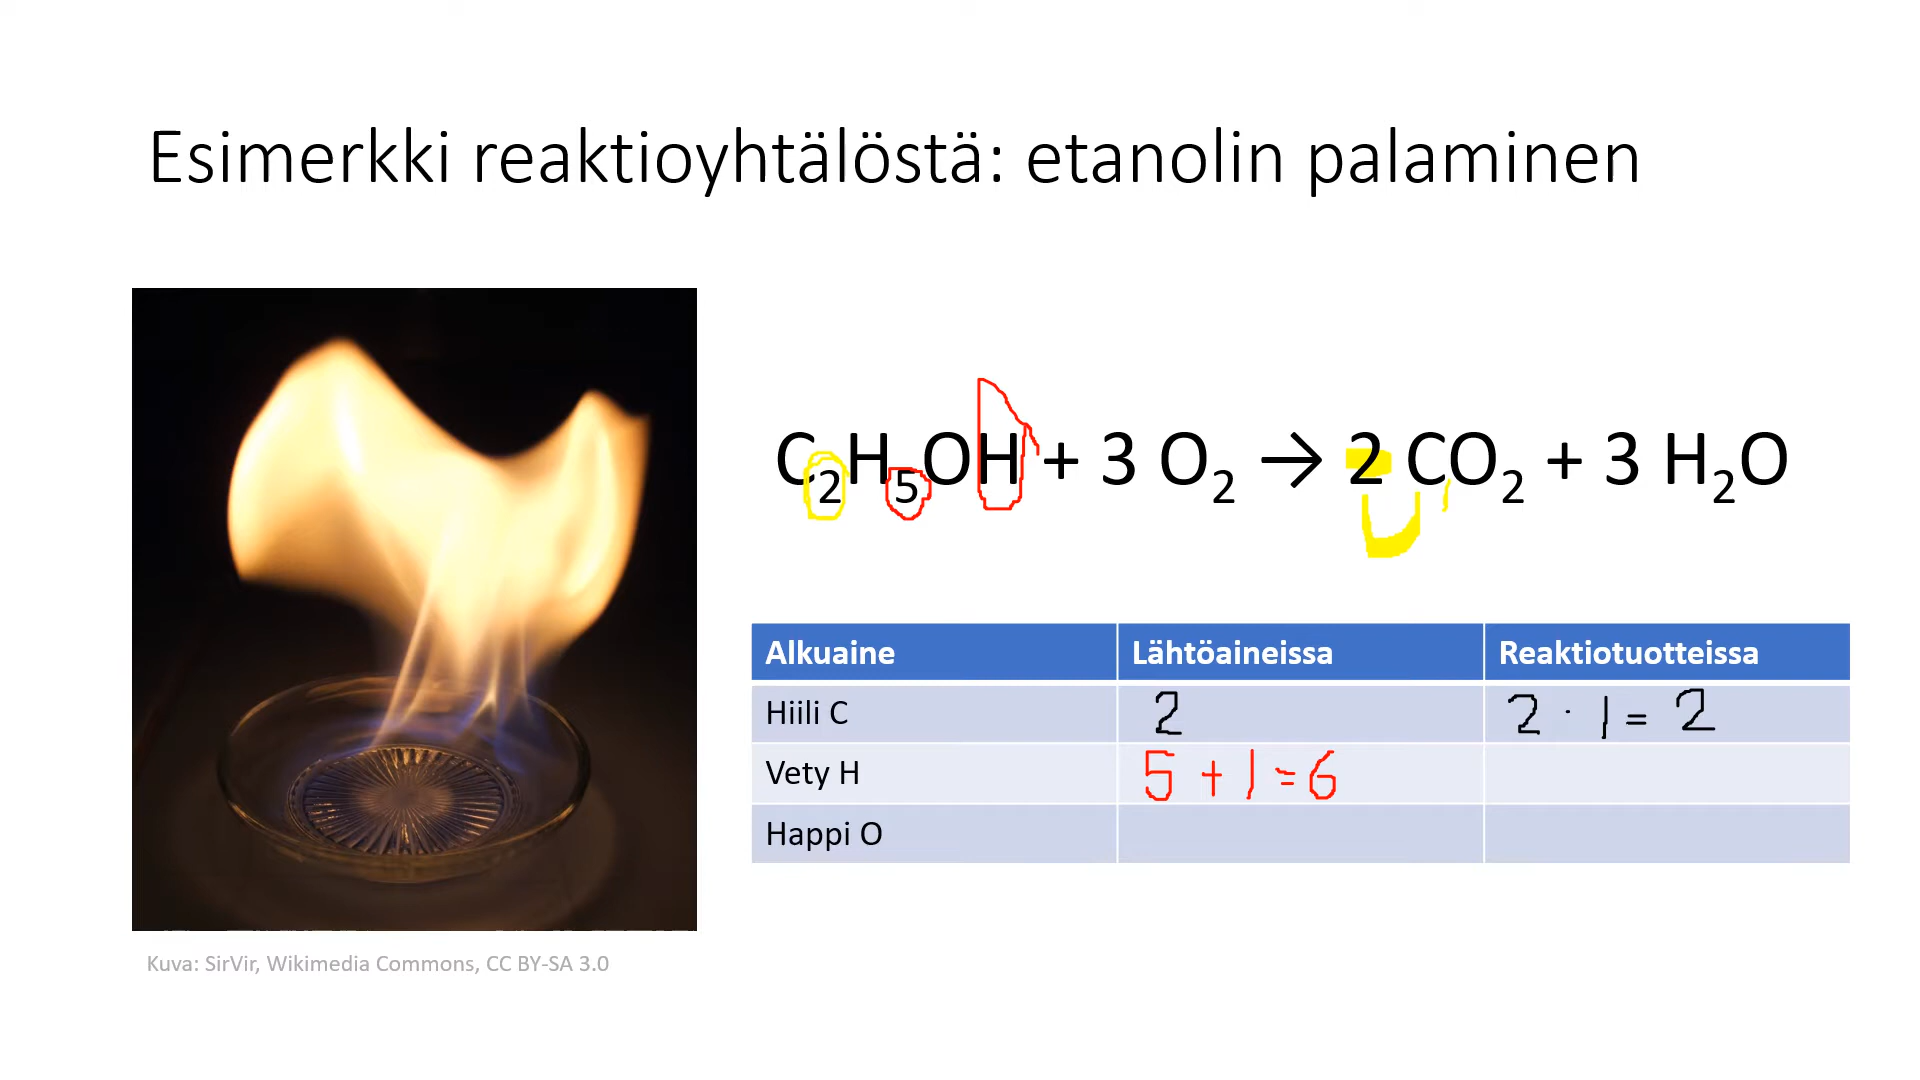 Esimerkki reaktioyhtälöstä: etanolin palaminen
C₂H₅OH + 3 O₂ → 2 CO₂ + 3 H₂O
Alkuaine Lähtöaineissa Reaktiotuotteissa
Hiili C 2 2 · 1 = 2
Vety H 5 + 1 = 6
Happi O
Kuva: SirVir, Wikimedia Commons, CC BY-SA 3.0